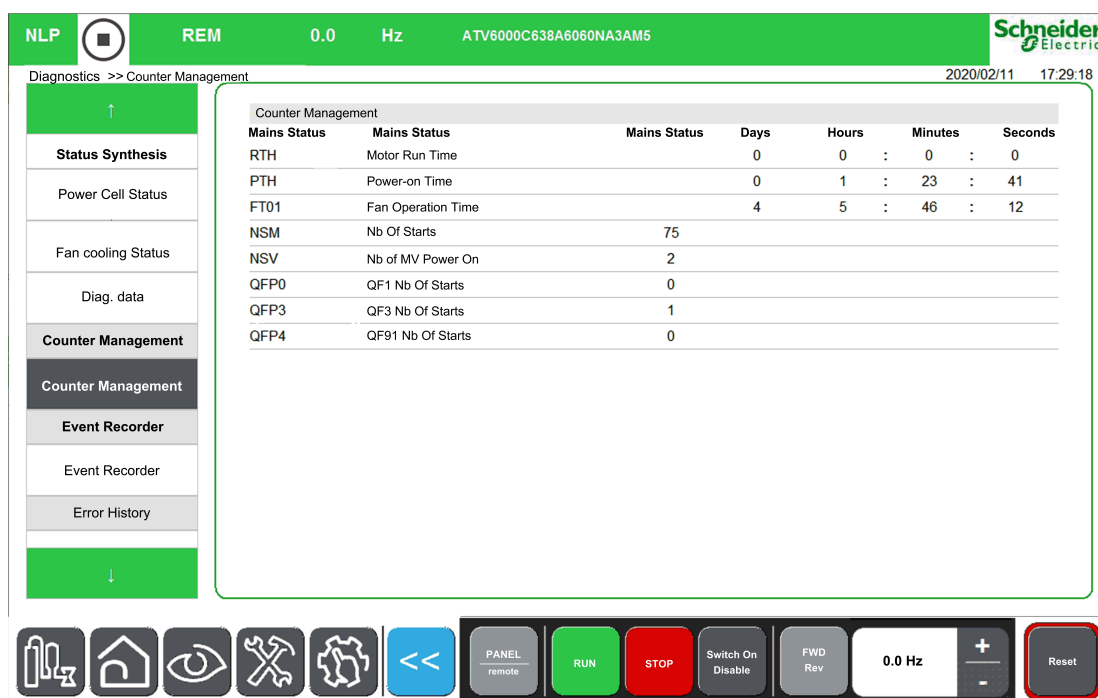 NLP REM 0.0 Hz ATV6000C638A6060NA3AM5 Schneider Electric
Diagnostics >> Counter Management 2020/02/11 17:29:18
↑
Status Synthesis
Power Cell Status
Fan cooling Status
Diag. data
Counter Management
Counter Management
Event Recorder
Event Recorder
Error History
↓
Counter Management
Mains Status Mains Status Mains Status Days Hours Minutes Seconds
RTH Motor Run Time 0 0 : 0 : 0
PTH Power-on Time 0 1 : 23 : 41
FT01 Fan Operation Time 4 5 : 46 : 12
NSM Nb Of Starts 75
NSV Nb of MV Power On 2
QFP0 QF1 Nb Of Starts 0
QFP3 QF3 Nb Of Starts 1
QFP4 QF91 Nb Of Starts 0
<<
PANEL
remote
RUN
STOP
Switch On
Disable
FWD
Rev
0.0 Hz
+
-
Reset